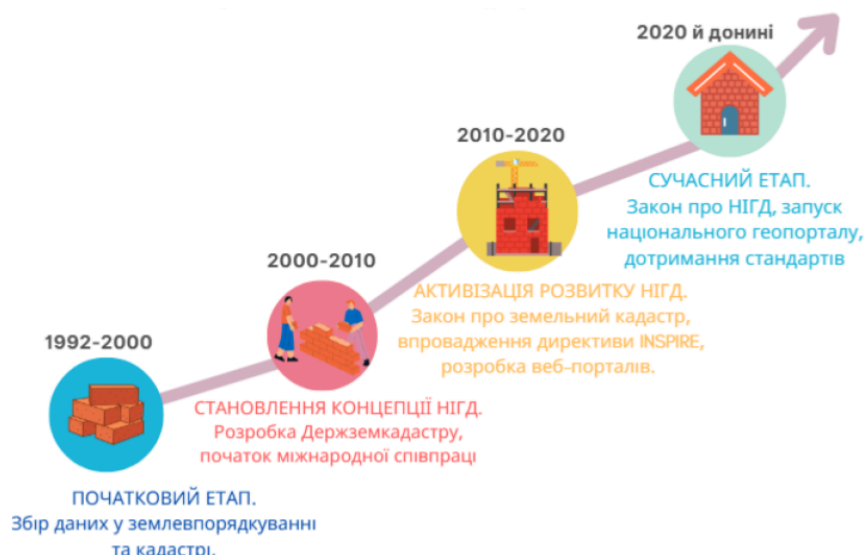 1992-2000
ПОЧАТКОВИЙ ЕТАП.
Збір даних у землевпорядкуванні
та кадастрі.
2000-2010
СТАНОВЛЕННЯ КОНЦЕПЦІЇ НІГД.
Розробка Держземкадастру,
початок міжнародної співпраці
2010-2020
АКТИВІЗАЦІЯ РОЗВИТКУ НІГД.
Закон про земельний кадастр,
впровадження директиви INSPIRE,
розробка веб-порталів.
2020 й донині
СУЧАСНИЙ ЕТАП.
Закон про НІГД, запуск
національного геопорталу,
дотримання стандартів